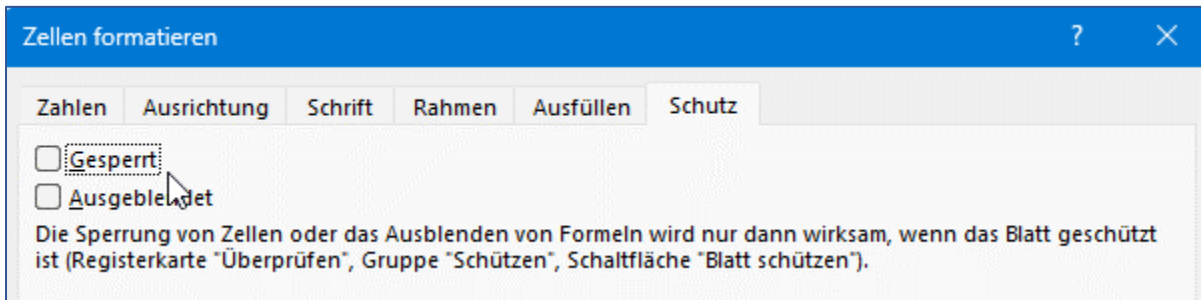 Zellen formatieren ?
Zahlen Ausrichtung Schrift Rahmen Ausfüllen Schutz
Gesperrt
Ausgeblendet
Die Sperrung von Zellen oder das Ausblenden von Formeln wird nur dann wirksam, wenn das Blatt geschützt
ist (Registerkarte "Überprüfen", Gruppe "Schützen", Schaltfläche "Blatt schützen").